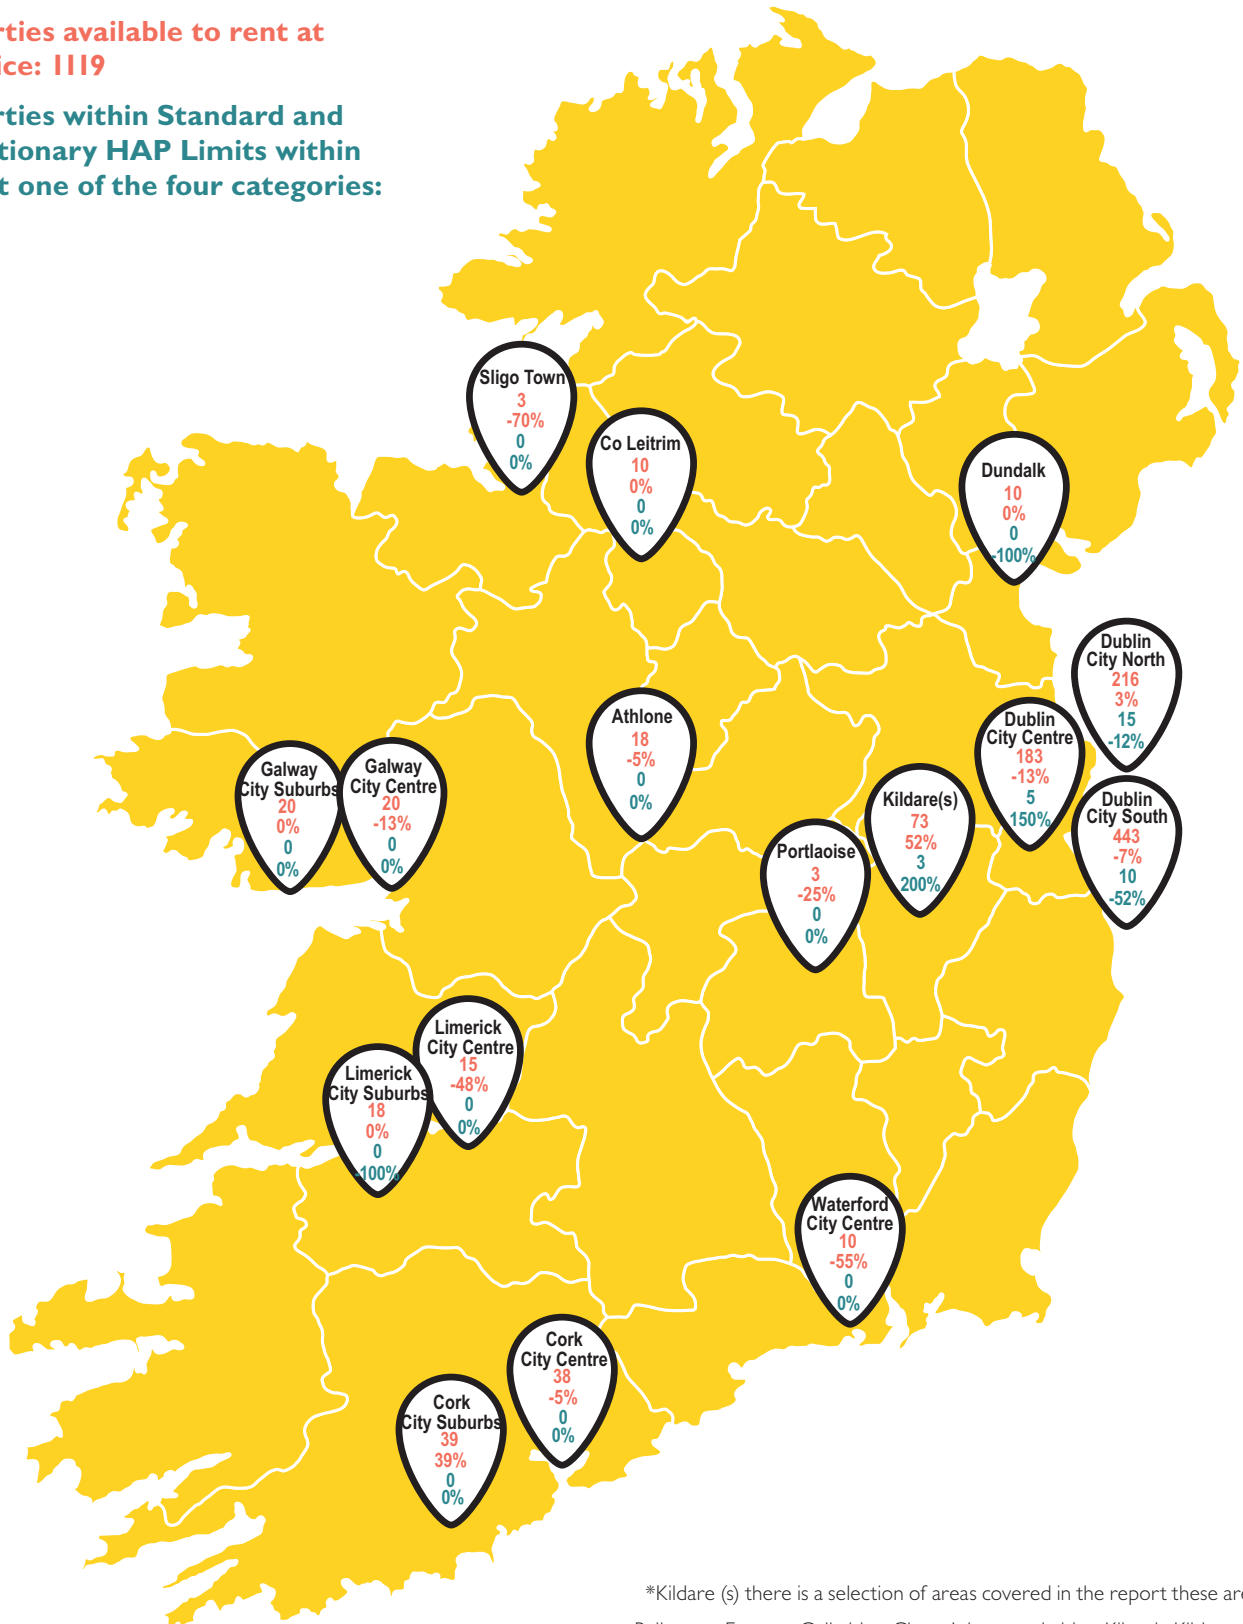 rties available to rent at
ice: 1119
rties within Standard and
tionary HAP Limits within
t one of the four categories:
Sligo Town
3
-70%
0
0%
Co Leitrim
10
0%
0
0%
Dundalk
10
0%
0
-100%
Dublin
City North
216
3%
15
-12%
Athlone
18
-5%
0
0%
Dublin
City Centre
183
-13%
5
150%
Galway
City Suburbs
20
0%
0
0%
Galway
City Centre
20
-13%
0
0%
Kildare(s)
73
52%
3
200%
Dublin
City South
443
-7%
10
-52%
Portlaoise
3
-25%
0
0%
Limerick
City Centre
15
-48%
0
0%
Limerick
City Suburbs
18
0%
0
-100%
Waterford
City Centre
10
-55%
0
0%
Cork
City Centre
38
-5%
0
0%
Cork
City Suburbs
39
39%
0
0%
*Kildare (s) there is a selection of areas covered in the report these are